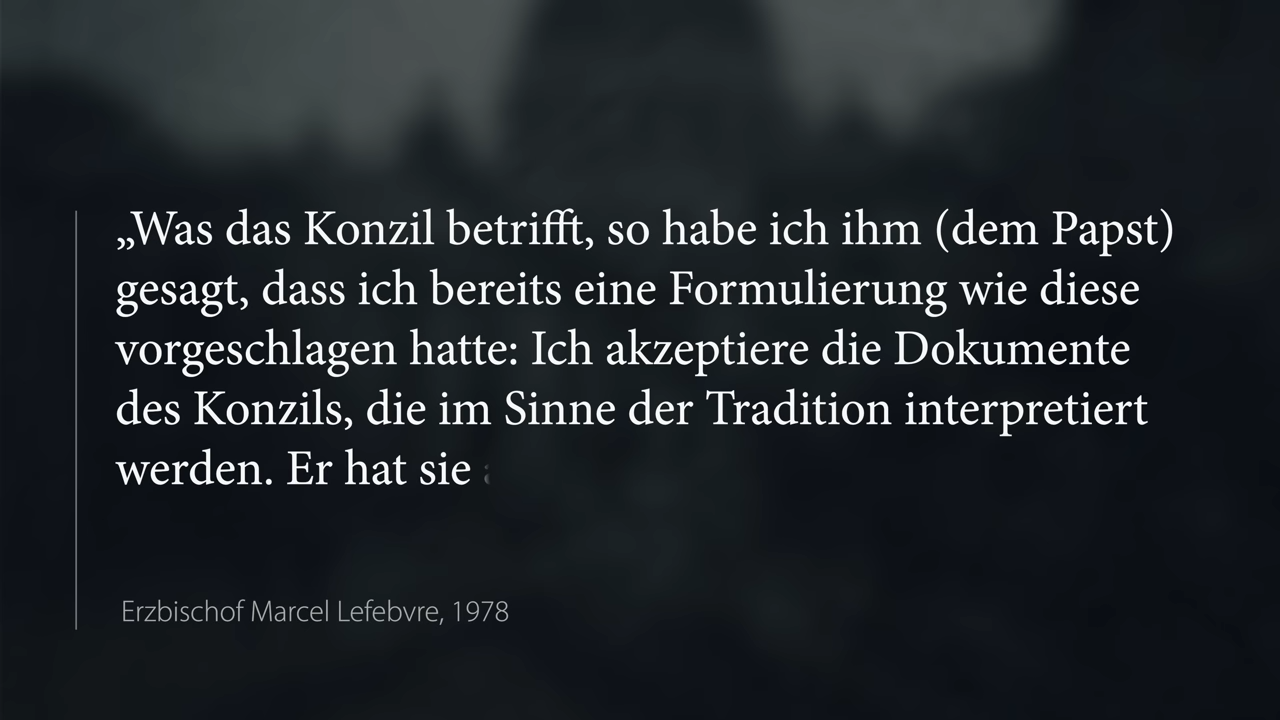 „Was das Konzil betrifft, so habe ich ihm (dem Papst)
gesagt, dass ich bereits eine Formulierung wie diese
vorgeschlagen hatte: Ich akzeptiere die Dokumente
des Konzils, die im Sinne der Tradition interpretiert
werden. Er hat sie
Erzbischof Marcel Lefebvre, 1978